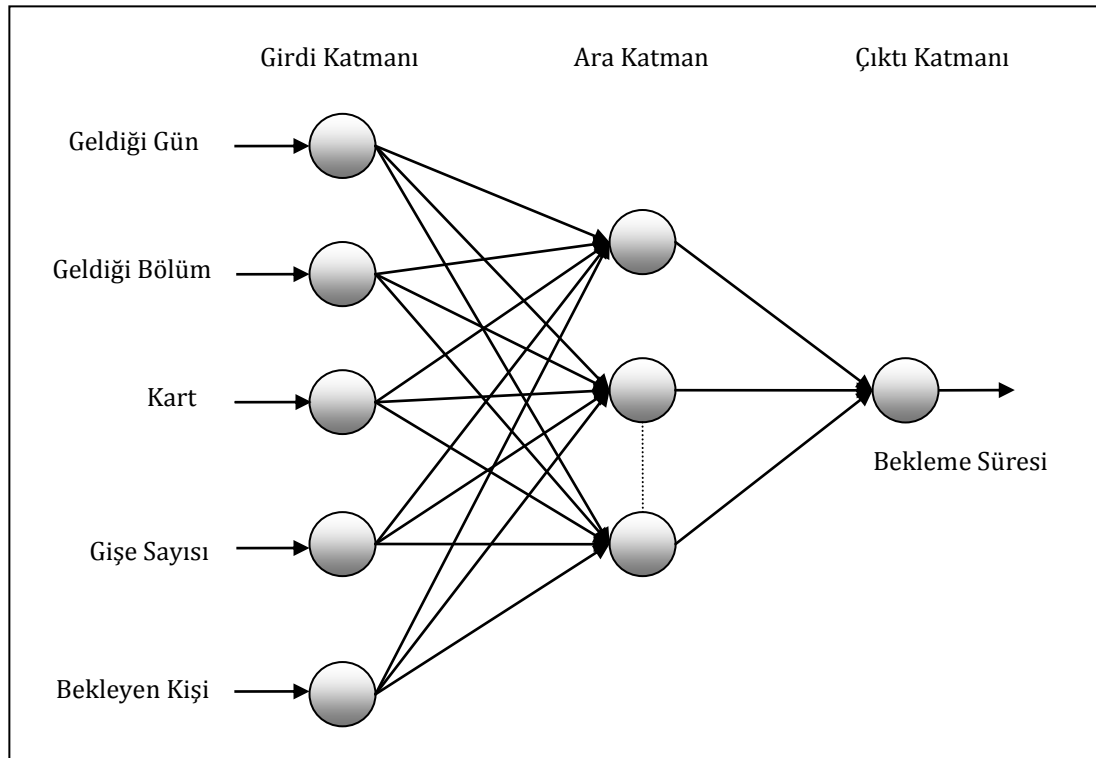 Girdi Katmanı
Ara Katman
Çıktı Katmanı
Geldiği Gün
Geldiği Bölüm
Kart
Bekleme Süresi
Gişe Sayısı
Bekleyen Kişi